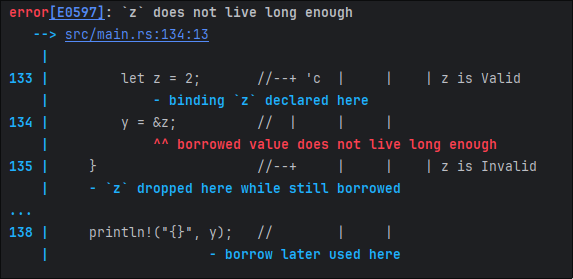 error[E0597]: `z` does not live long enough
   --> src/main.rs:134:13
    |
133 |         let z = 2;       //--+ 'c  |     |    | z is Valid
    |             - binding `z` declared here
134 |         y = &z;          //  |     |     |
    |             ^^ borrowed value does not live long enough
135 |     }                    //--+     |     |    | z is Invalid
    |     - `z` dropped here while still borrowed
...
138 |     println!("{}", y);   //        |     |
    |                    - borrow later used here